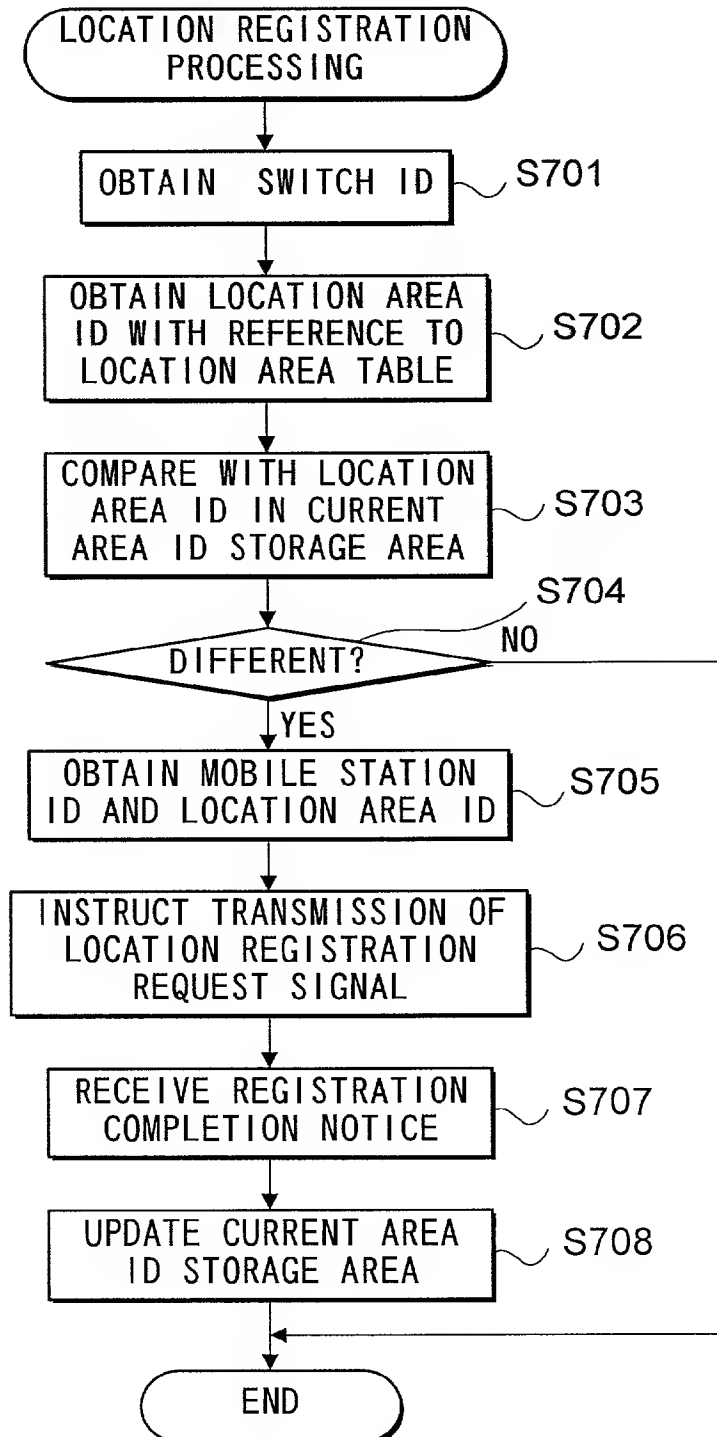 LOCATION REGISTRATION
PROCESSING
OBTAIN SWITCH ID
S701
OBTAIN LOCATION AREA
ID WITH REFERENCE TO
LOCATION AREA TABLE
S702
COMPARE WITH LOCATION
AREA ID IN CURRENT
AREA ID STORAGE AREA
S703
S704
DIFFERENT?
NO
YES
OBTAIN MOBILE STATION
ID AND LOCATION AREA ID
S705
INSTRUCT TRANSMISSION OF
LOCATION REGISTRATION
REQUEST SIGNAL
S706
RECEIVE REGISTRATION
COMPLETION NOTICE
S707
UPDATE CURRENT AREA
ID STORAGE AREA
S708
END